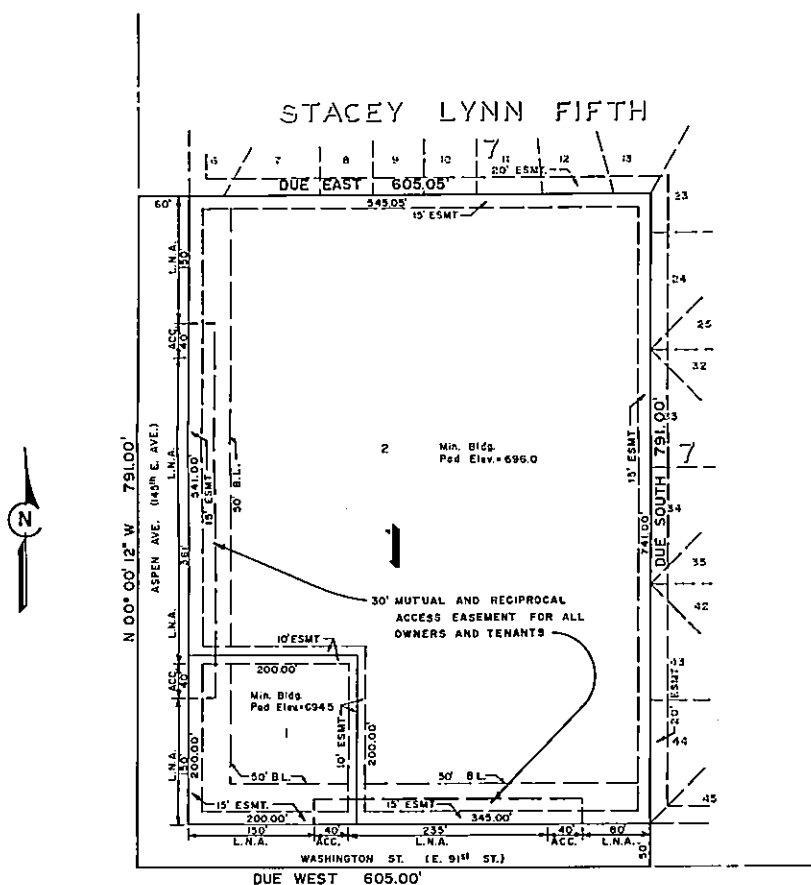 STACEY LYNN FIFTH
6 7 8 9 10 7 11 12 13
20' ESMT.
DUE EAST 605.05'
60'
545.05'
15' ESMT
23
24
25
32
33
7
34
35
42
43
44
45
20' ESMT
DUE SOUTH 791.00'
741.00'
15' ESMT
N 00° 00' 12" W 791.00'
ASPEN AVE. (145th E. AVE.)
L.N.A.
150'
ACC.
40'
L.N.A.
541.00'
15' ESMT
50' B.L.
361'
L.N.A.
ACC.
40'
L.N.A.
150'
200.00'
N
2
Min. Bldg.
Pad Elev.=696.0
1
30' MUTUAL AND RECIPROCAL
ACCESS EASEMENT FOR ALL
OWNERS AND TENANTS
10' ESMT
200.00'
Min. Bldg.
Pad Elev.=694.5
1
10' ESMT
200.00'
50' B.L.
50' B.L.
15' ESMT.
15' ESMT
200.00'
345.00'
150' 40' 235' 40' 80'
L.N.A. ACC. L.N.A. ACC. L.N.A.
50'
WASHINGTON ST. (E. 91st ST.)
DUE WEST 605.00'